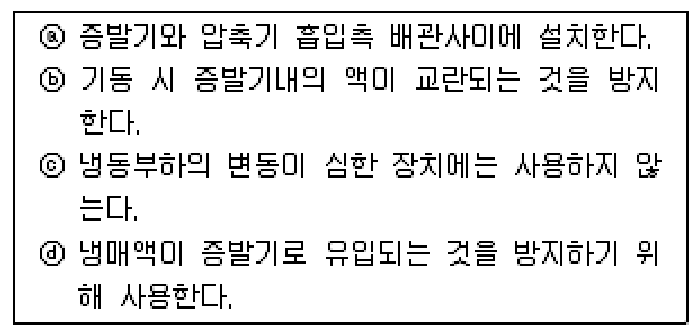 ⓐ 증발기와 압축기 흡입측 배관사이에 설치한다.
ⓑ 기동 시 증발기내의 액이 교란되는 것을 방지
한다.
ⓒ 냉동부하의 변동이 심한 장치에는 사용하지 않
는다.
ⓓ 냉매액이 증발기로 유입되는 것을 방지하기 위
해 사용한다.